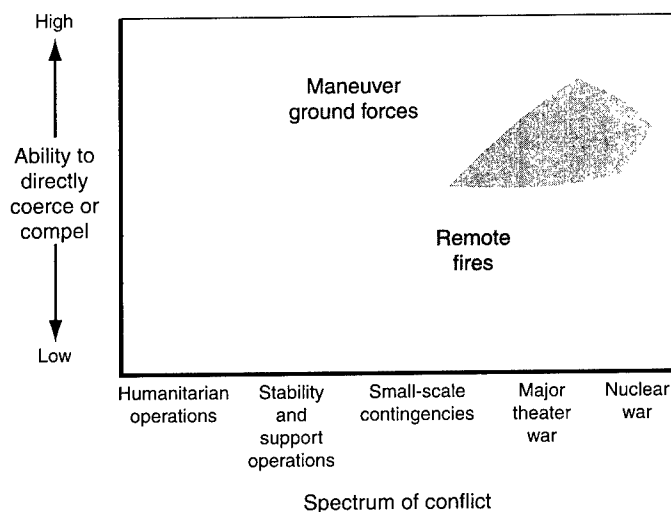 High
Ability to
directly
coerce or
compel
Low
Maneuver
ground forces
Remote
fires
Humanitarian
operations
Stability
and
support
operations
Small-scale
contingencies
Major
theater
war
Nuclear
war
Spectrum of conflict